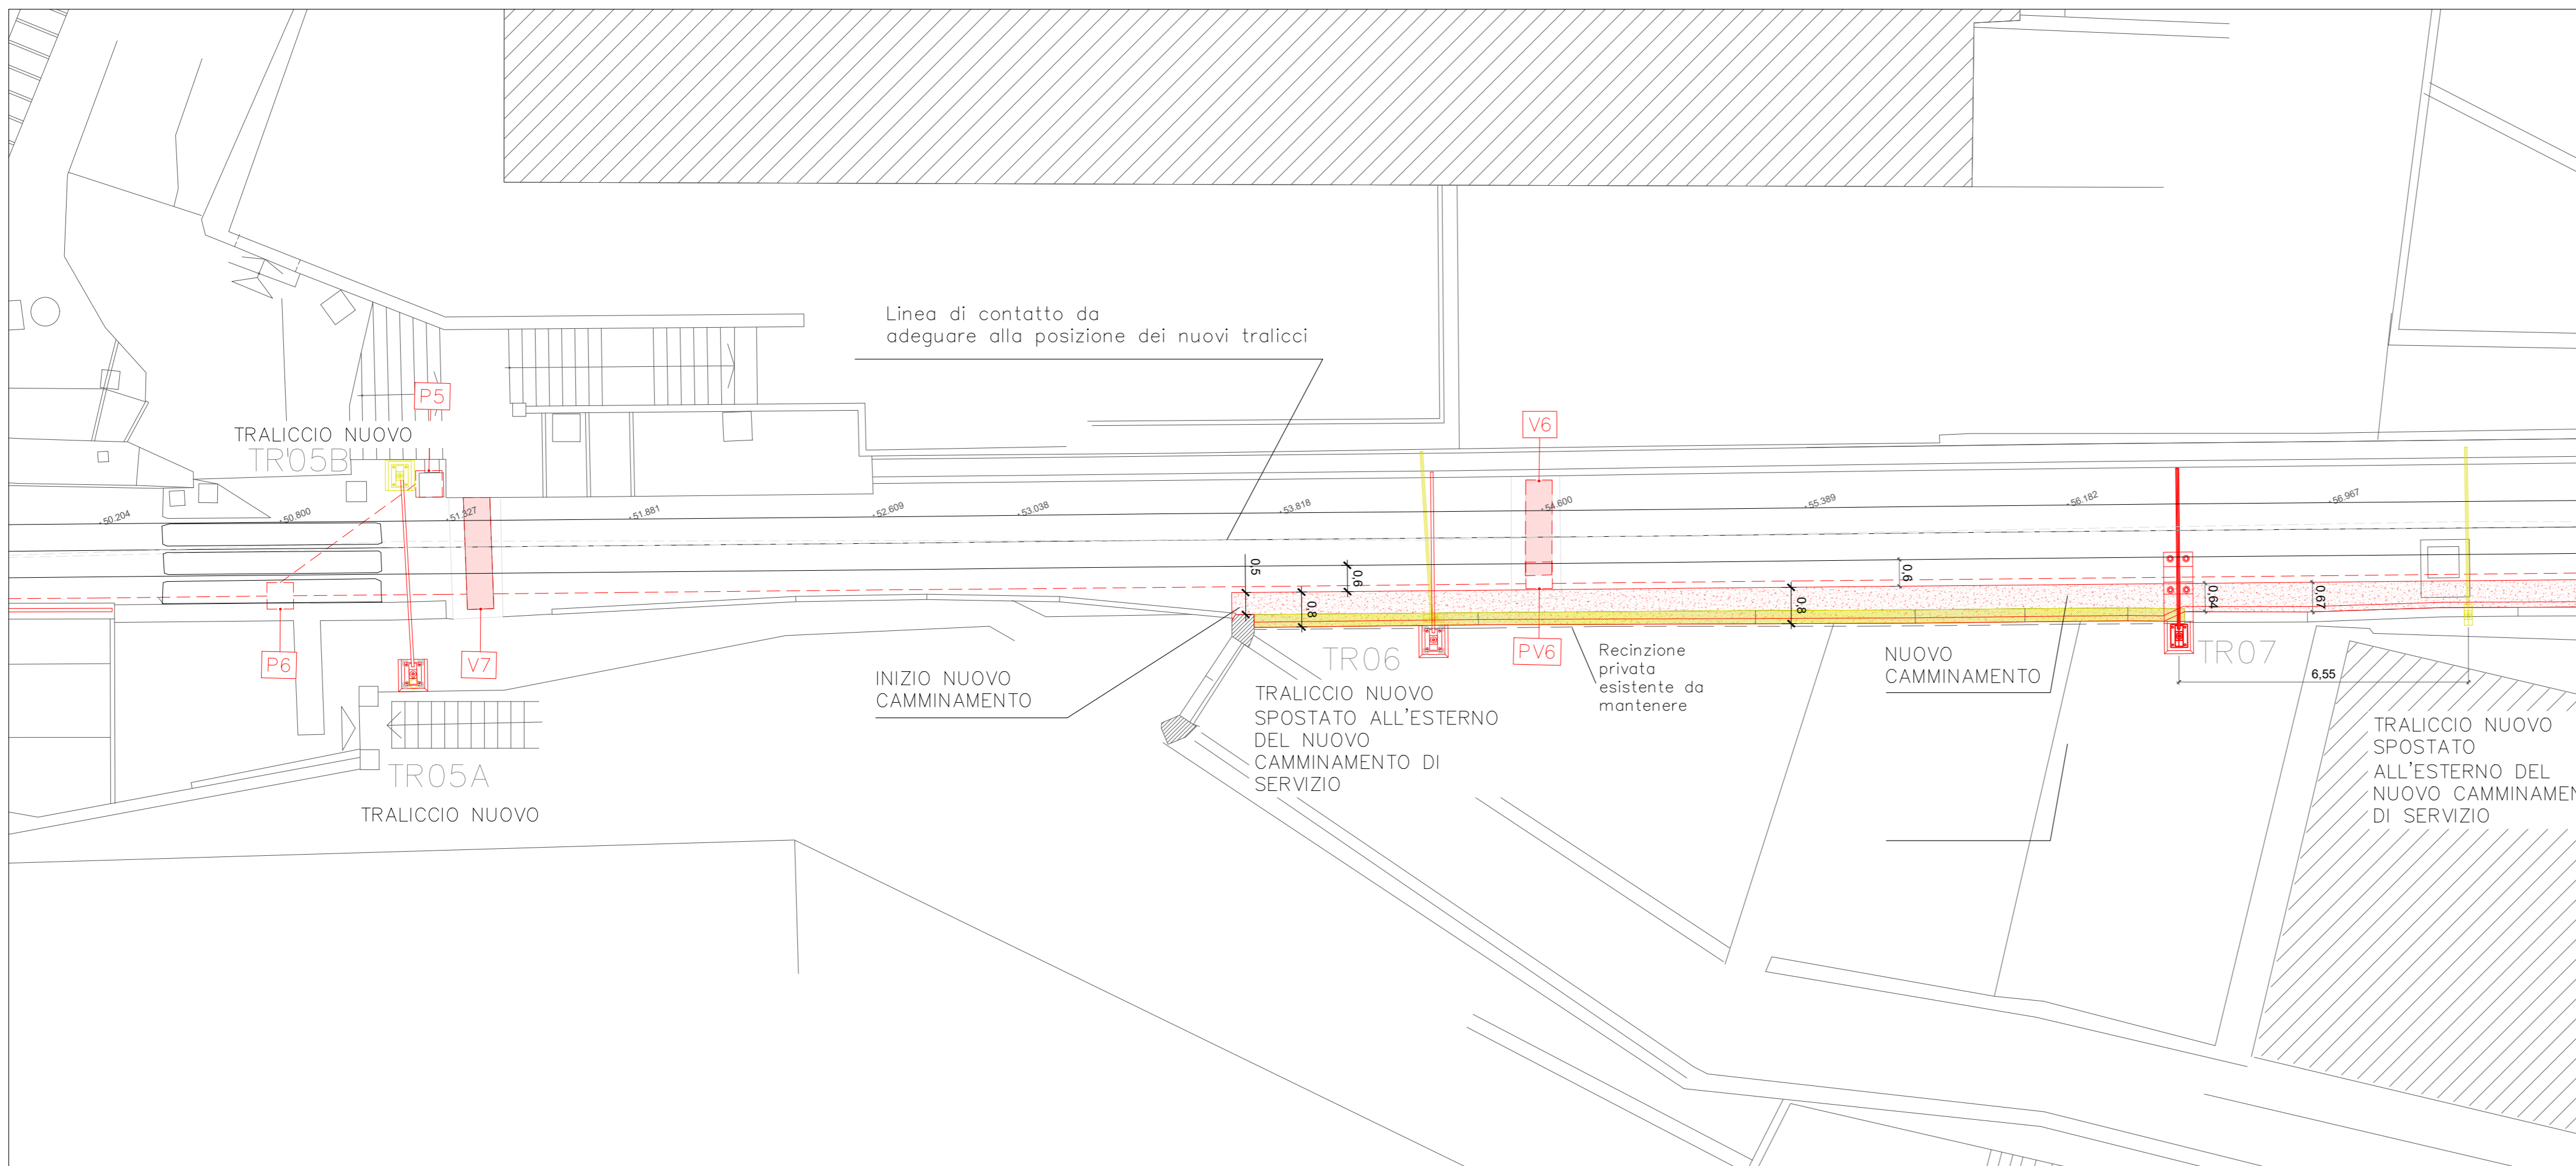 Linea di contatto da
adeguare alla posizione dei nuovi tralicci
P5
TRALICCIO NUOVO
TR05B
V6
50.204
50.800
51.327
51.881
52.609
53.038
53.818
54.600
55.389
56.182
56.967
0,5
0,6
0,8
0,8
0,6
0,64
0,67
P6
V7
TR06
PV6
TR07
INIZIO NUOVO
CAMMINAMENTO
TRALICCIO NUOVO
SPOSTATO ALL'ESTERNO
DEL NUOVO
CAMMINAMENTO DI
SERVIZIO
Recinzione
privata
esistente da
mantenere
NUOVO
CAMMINAMENTO
6,55
TRALICCIO NUOVO
SPOSTATO
ALL'ESTERNO DEL
NUOVO CAMMINAMEN
DI SERVIZIO
TR05A
TRALICCIO NUOVO